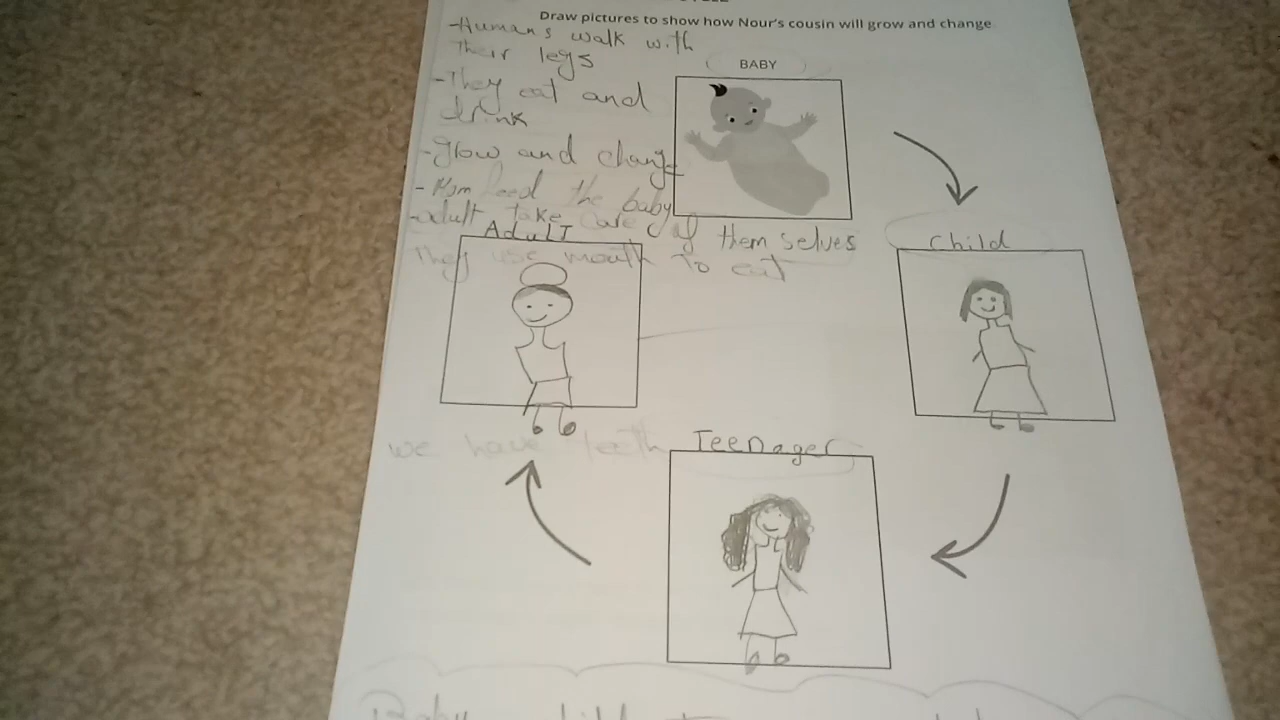 Draw pictures to show how Nour's cousin will grow and change
-Humans walk with
their legs
-They eat and
drink
-Grow and change
-Mom feed the baby
-adult take care of themselves
They use mouth to eat
BABY
Child
Adult
we have teeth
Teenager
Baby